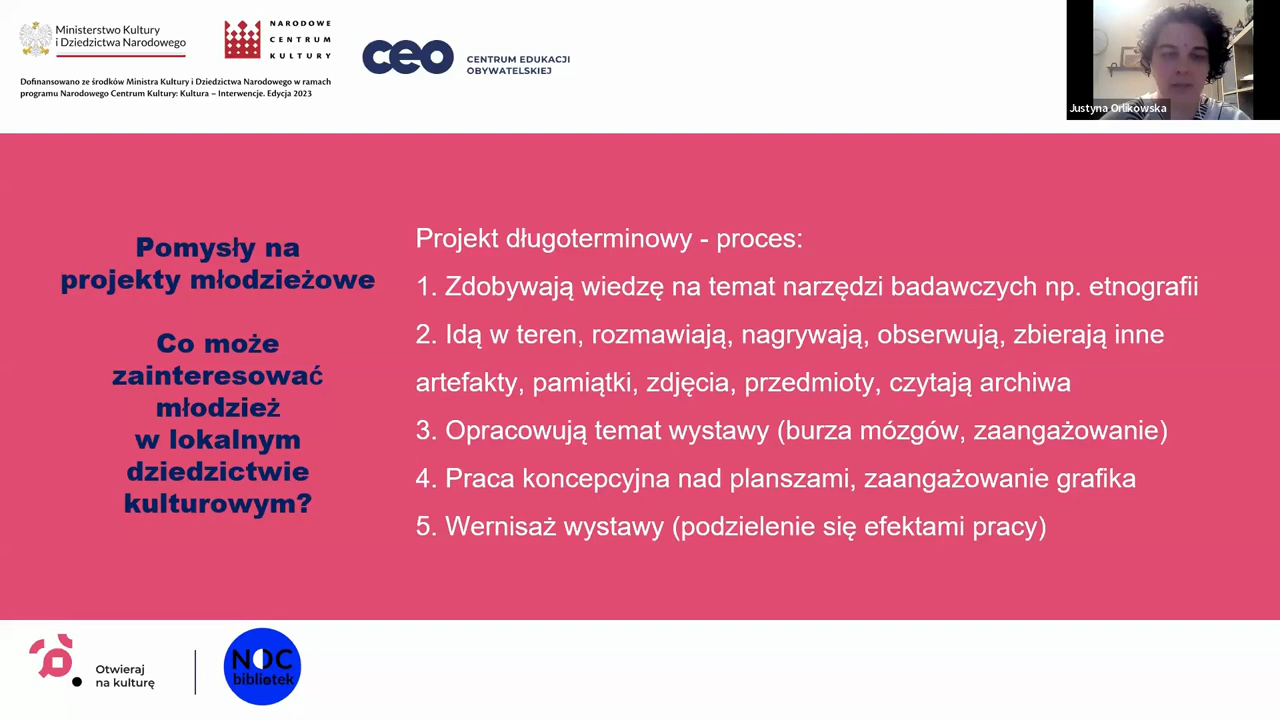 Ministerstwo Kultury
i Dziedzictwa Narodowego
NARODOWE
CENTRUM
KULTURY
ceo
CENTRUM EDUKACJI
OBYWATELSKIEJ
Dofinansowano ze środków Ministra Kultury i Dziedzictwa Narodowego w ramach
programu Narodowego Centrum Kultury: Kultura – Interwencje. Edycja 2023
Justyna Orlikowska
Pomysły na
projekty młodzieżowe
Co może
zainteresować
młodzież
w lokalnym
dziedzictwie
kulturowym?
Projekt długoterminowy - proces:
1. Zdobywają wiedzę na temat narzędzi badawczych np. etnografii
2. Idą w teren, rozmawiają, nagrywają, obserwują, zbierają inne
artefakty, pamiątki, zdjęcia, przedmioty, czytają archiwa
3. Opracowują temat wystawy (burza mózgów, zaangażowanie)
4. Praca koncepcyjna nad planszami, zaangażowanie grafika
5. Wernisaż wystawy (podzielenie się efektami pracy)
Otwieraj
na kulturę
NOC
bibliotek